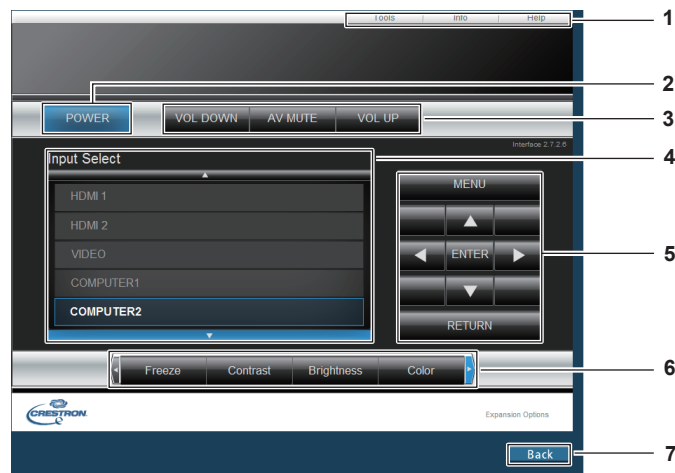 Tools Info Help 1
2
POWER VOL DOWN AV MUTE VOL UP 3
Interface 2.7.2.6
Input Select 4
HDMI 1
HDMI 2
VIDEO
COMPUTER1
COMPUTER2
MENU
ENTER 5
RETURN
Freeze Contrast Brightness Color 6
CRESTRON
Expansion Options
Back 7